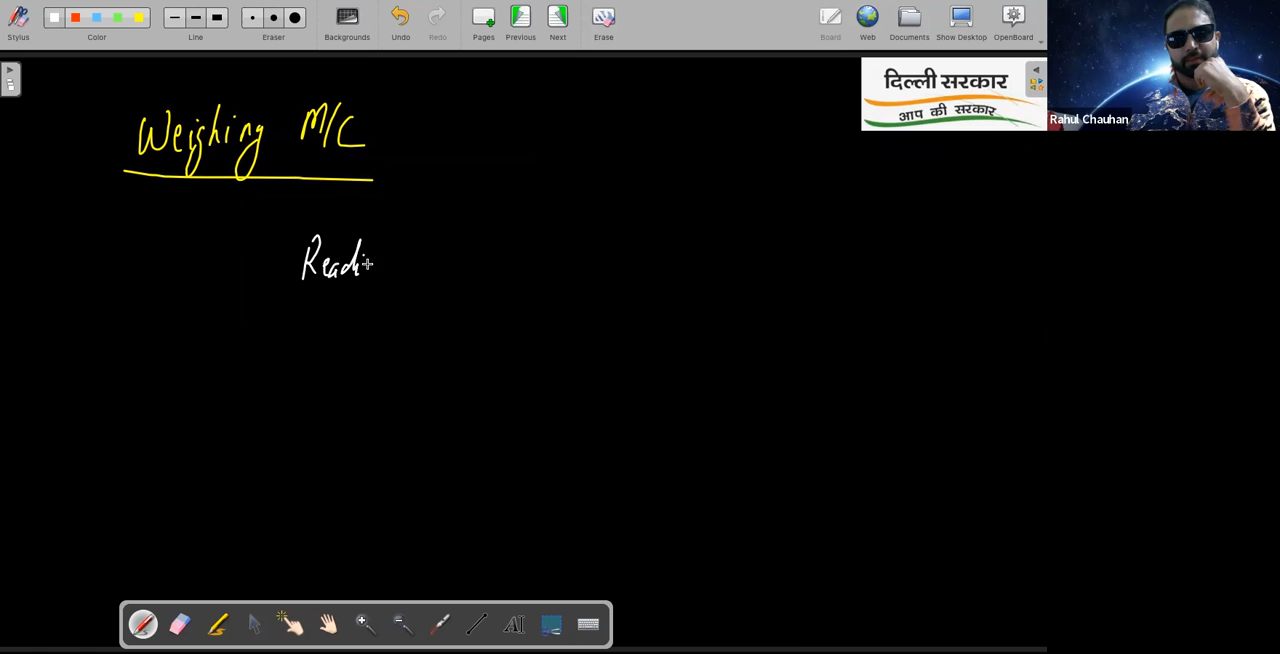 Stylus Color Line Eraser Backgrounds Undo Redo Pages Previous Next Erase Board Web Documents Show Desktop OpenBoard
दिल्ली सरकार
आप की सरकार
Rahul Chauhan
Weighing M/C
Readi
AI